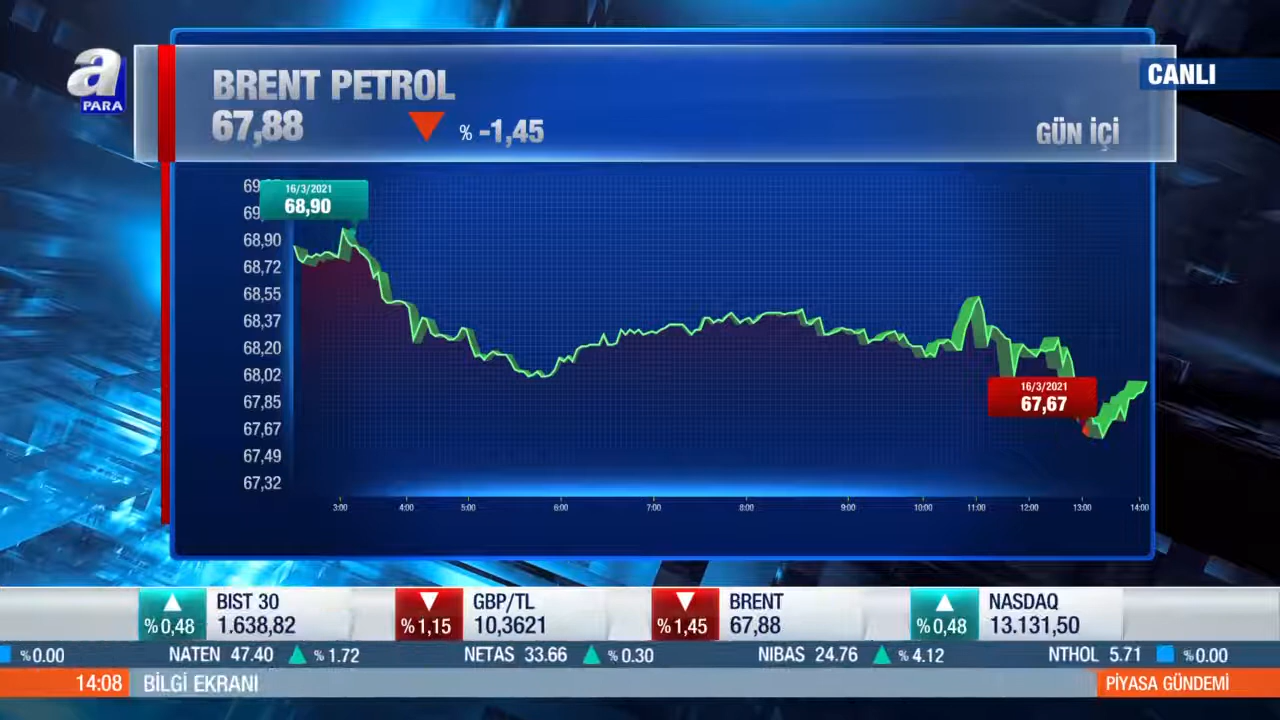 a
PARA
BRENT PETROL
67,88 % -1,45
GÜN İÇİ
CANLI
16/3/2021
68,90
68,90
68,72
68,55
68,37
68,20
68,02
67,85
67,67
67,49
67,32
16/3/2021
67,67
3:00 4:00 5:00 6:00 7:00 8:00 9:00 10:00 11:00 12:00 13:00 14:00
%0,48 BIST 30 1.638,82
%1,15 GBP/TL 10,3621
%1,45 BRENT 67,88
%0,48 NASDAQ 13.131,50
%0.00 NATEN 47.40 %1.72 NETAS 33.66 %0.30 NIBAS 24.76 %4.12 NTHOL 5.71 %0.00
14:08 BİLGİ EKRANI PİYASA GÜNDEMİ